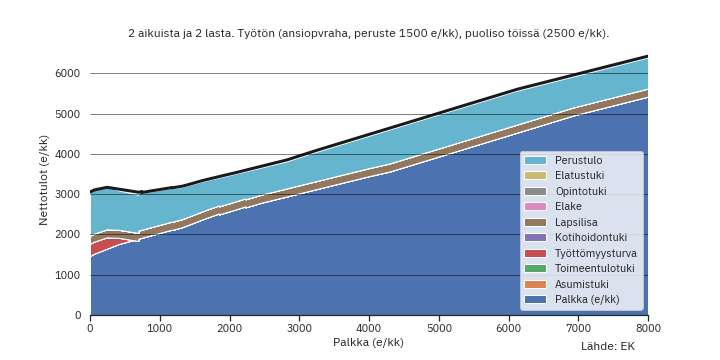 2 aikuista ja 2 lasta. Työtön (ansiopvraha, peruste 1500 e/kk), puoliso töissä (2500 e/kk).
Nettotulot (e/kk)
6000
5000
4000
3000
2000
1000
0
Perustulo
Elatustuki
Opintotuki
Elake
Lapsilisa
Kotihoidontuki
Työttömyysturva
Toimeentulotuki
Asumistuki
Palkka (e/kk)
0 1000 2000 3000 4000 5000 6000 7000 8000
Palkka (e/kk)
Lähde: EK